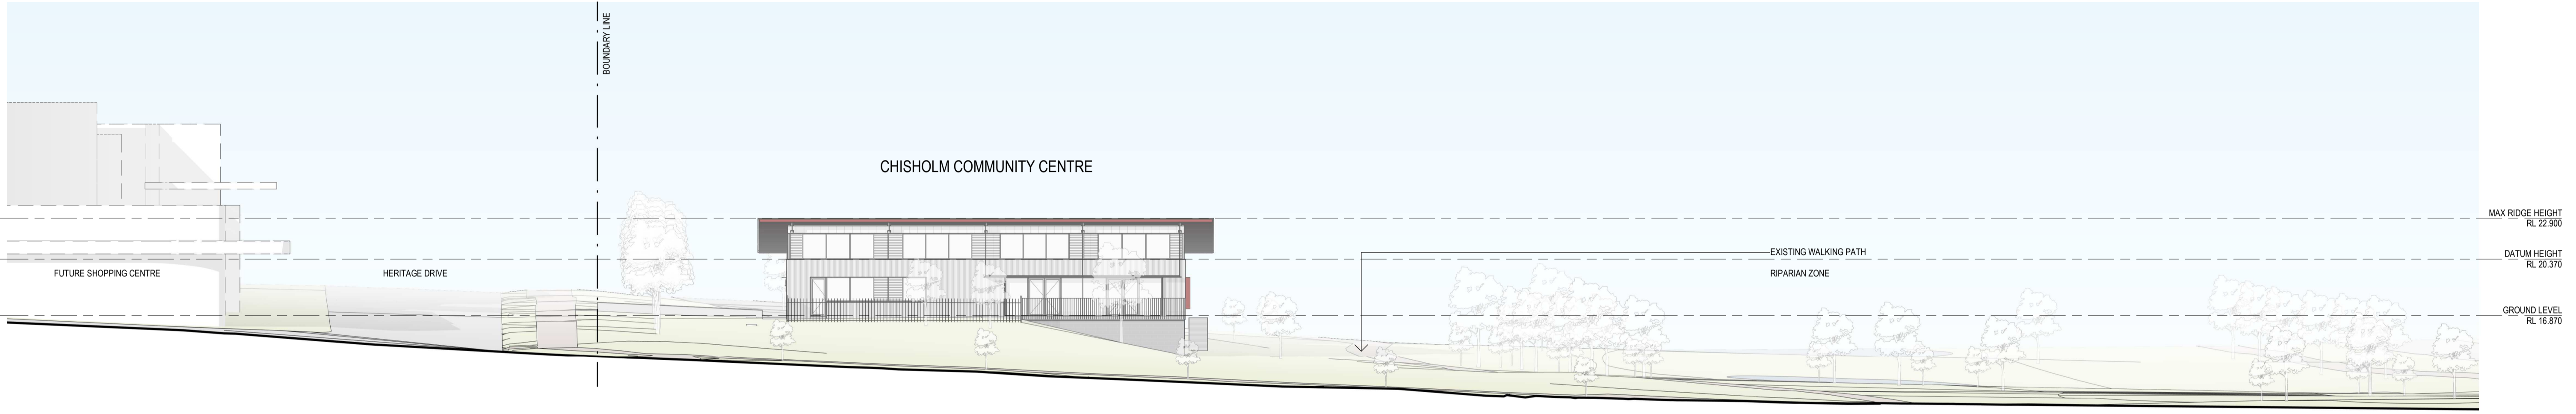 BOUNDARY LINE
CHISHOLM COMMUNITY CENTRE
MAX RIDGE HEIGHT
RL 22.900
EXISTING WALKING PATH
DATUM HEIGHT
RL 20.370
FUTURE SHOPPING CENTRE
HERITAGE DRIVE
RIPARIAN ZONE
GROUND LEVEL
RL 16.870